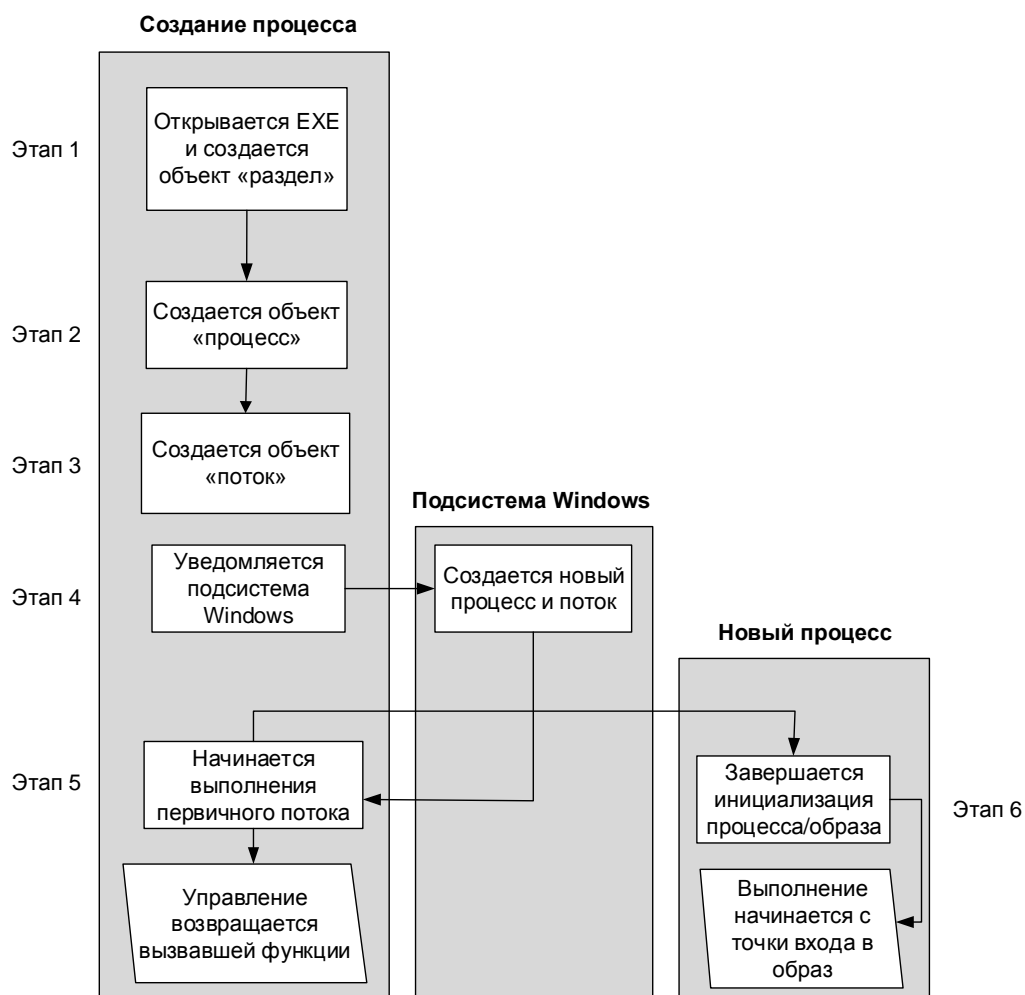 Создание процесса
Этап 1
Открывается EXE
и создается
объект «раздел»
Этап 2
Создается объект
«процесс»
Этап 3
Создается объект
«поток»
Подсистема Windows
Этап 4
Уведомляется
подсистема
Windows
Создается новый
процесс и поток
Новый процесс
Этап 5
Начинается
выполнения
первичного потока
Завершается
инициализация
процесса/образа
Этап 6
Управление
возвращается
вызвавшей функции
Выполнение
начинается с
точки входа в
образ